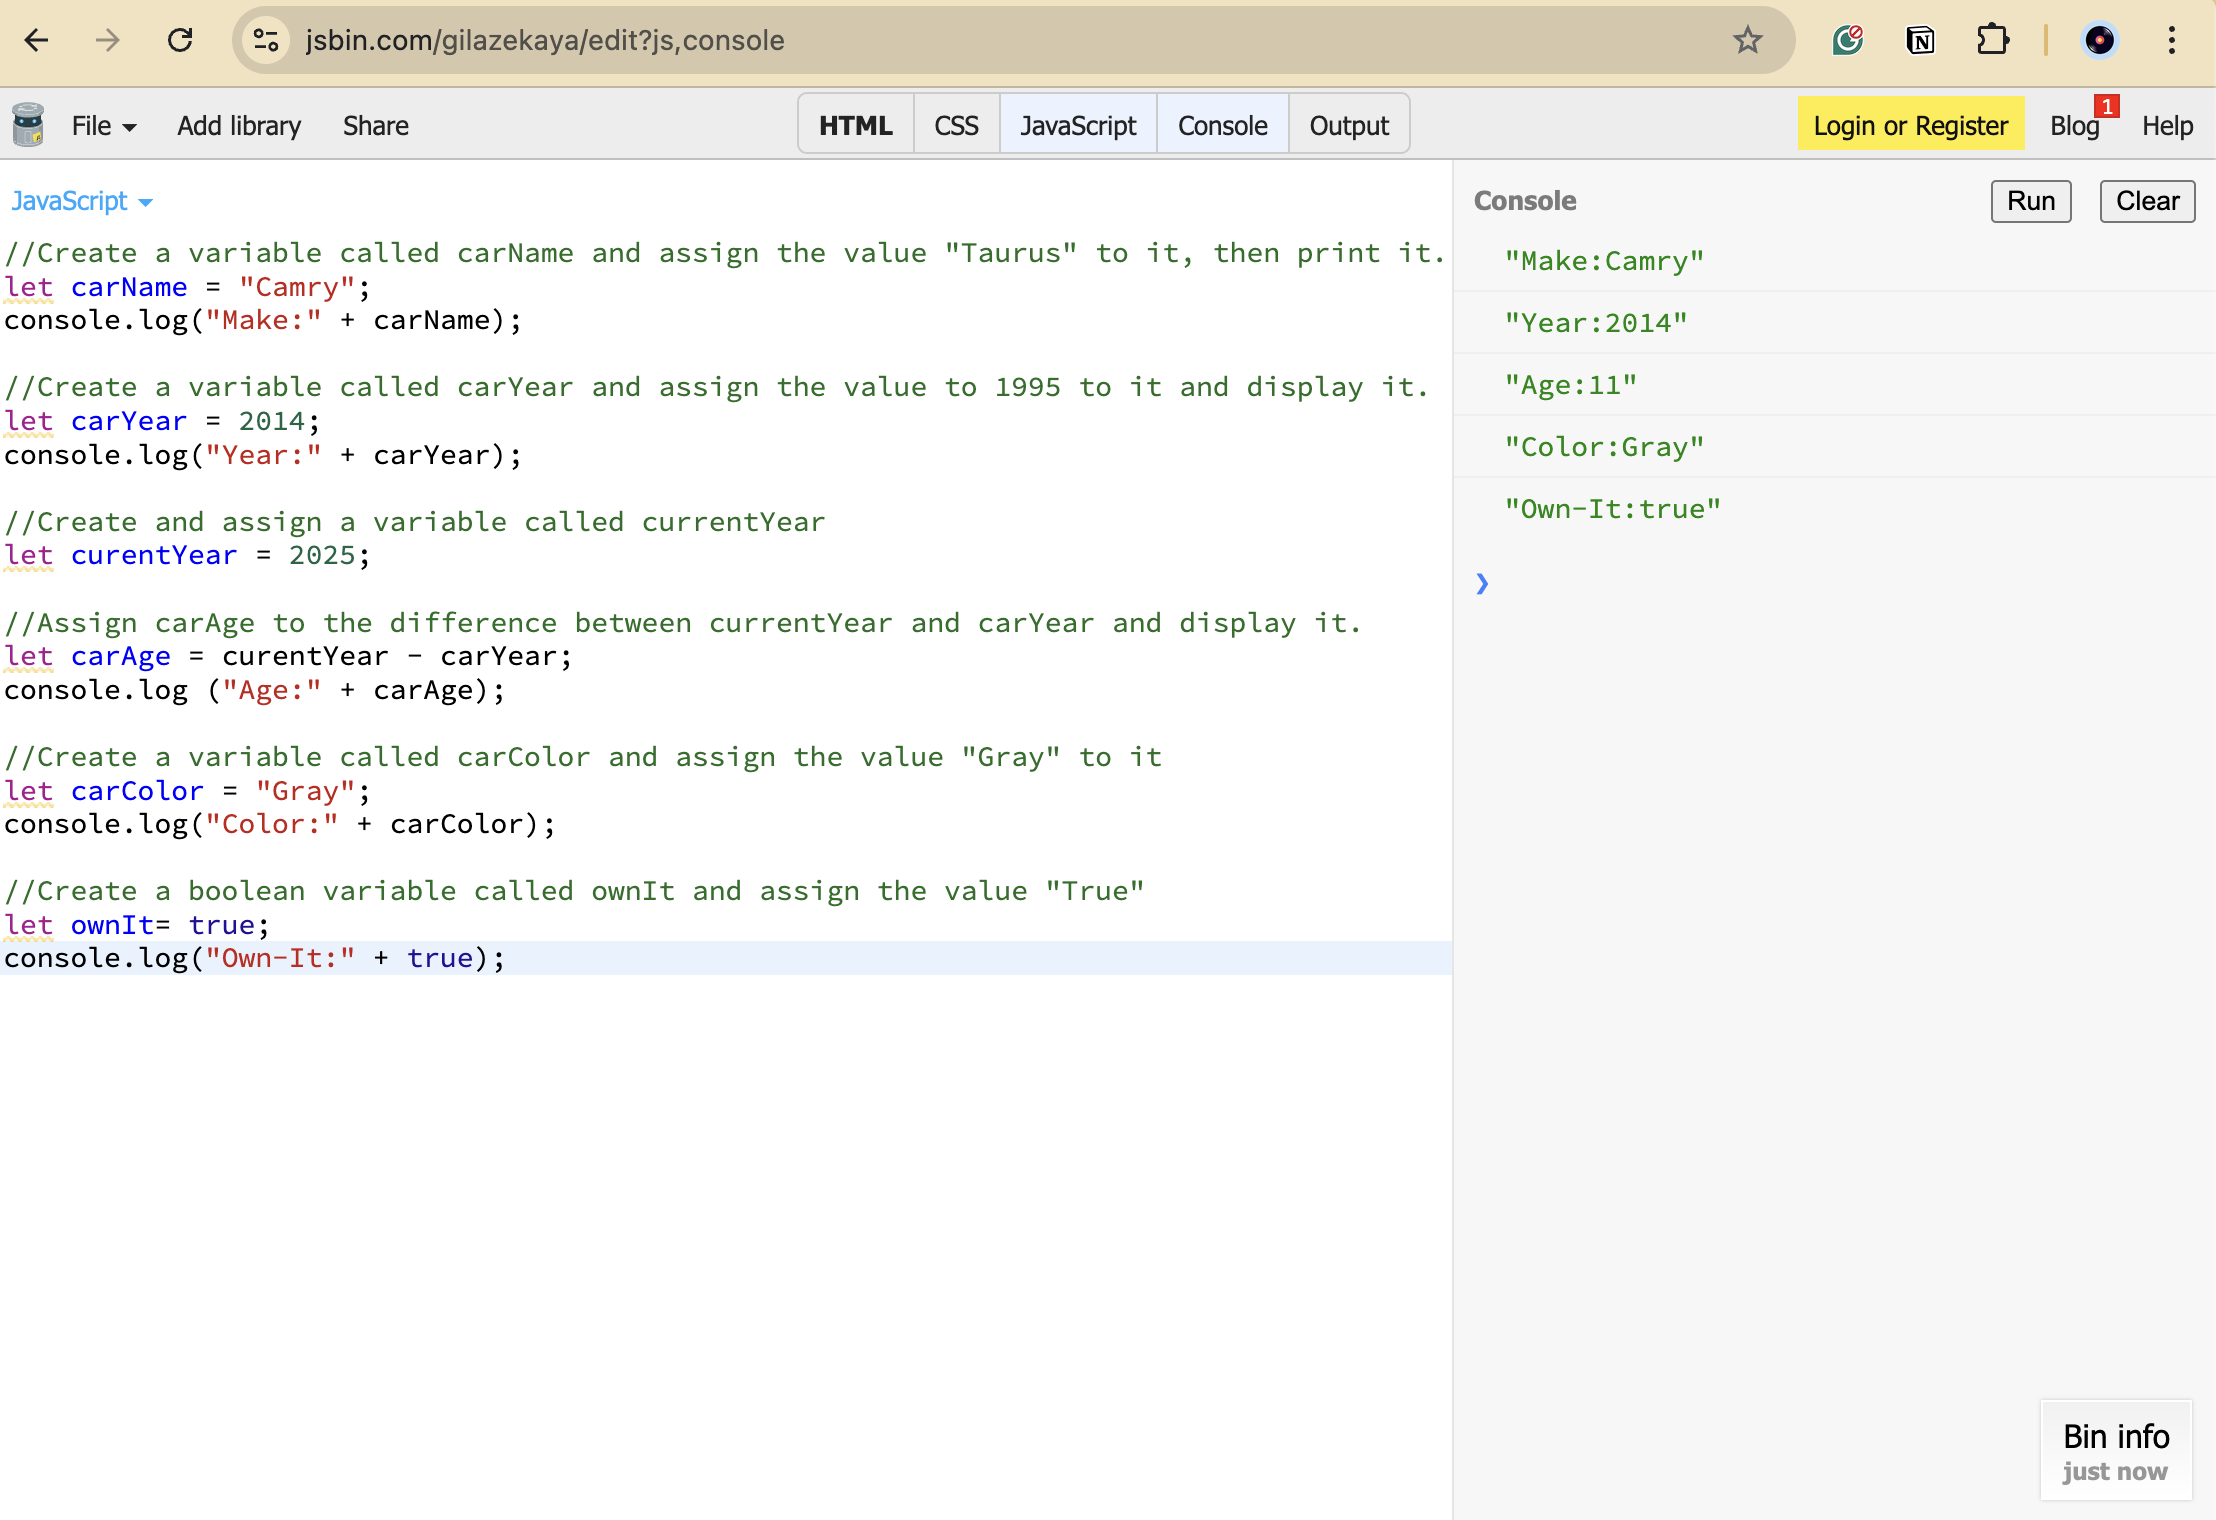 jsbin.com/gilazekaya/edit?js,console
File
Add library
Share
HTML
CSS
JavaScript
Console
Output
Login or Register
Blog
1
Help
JavaScript
//Create a variable called carName and assign the value "Taurus" to it, then print it.
let carName = "Camry";
console.log("Make:" + carName);
//Create a variable called carYear and assign the value to 1995 to it and display it.
let carYear = 2014;
console.log("Year:" + carYear);
//Create and assign a variable called currentYear
let curentYear = 2025;
//Assign carAge to the difference between currentYear and carYear and display it.
let carAge = curentYear - carYear;
console.log ("Age:" + carAge);
//Create a variable called carColor and assign the value "Gray" to it
let carColor = "Gray";
console.log("Color:" + carColor);
//Create a boolean variable called ownIt and assign the value "True"
let ownIt= true;
console.log("Own-It:" + true);
Console
Run
Clear
"Make:Camry"
"Year:2014"
"Age:11"
"Color:Gray"
"Own-It:true"
Bin info
just now